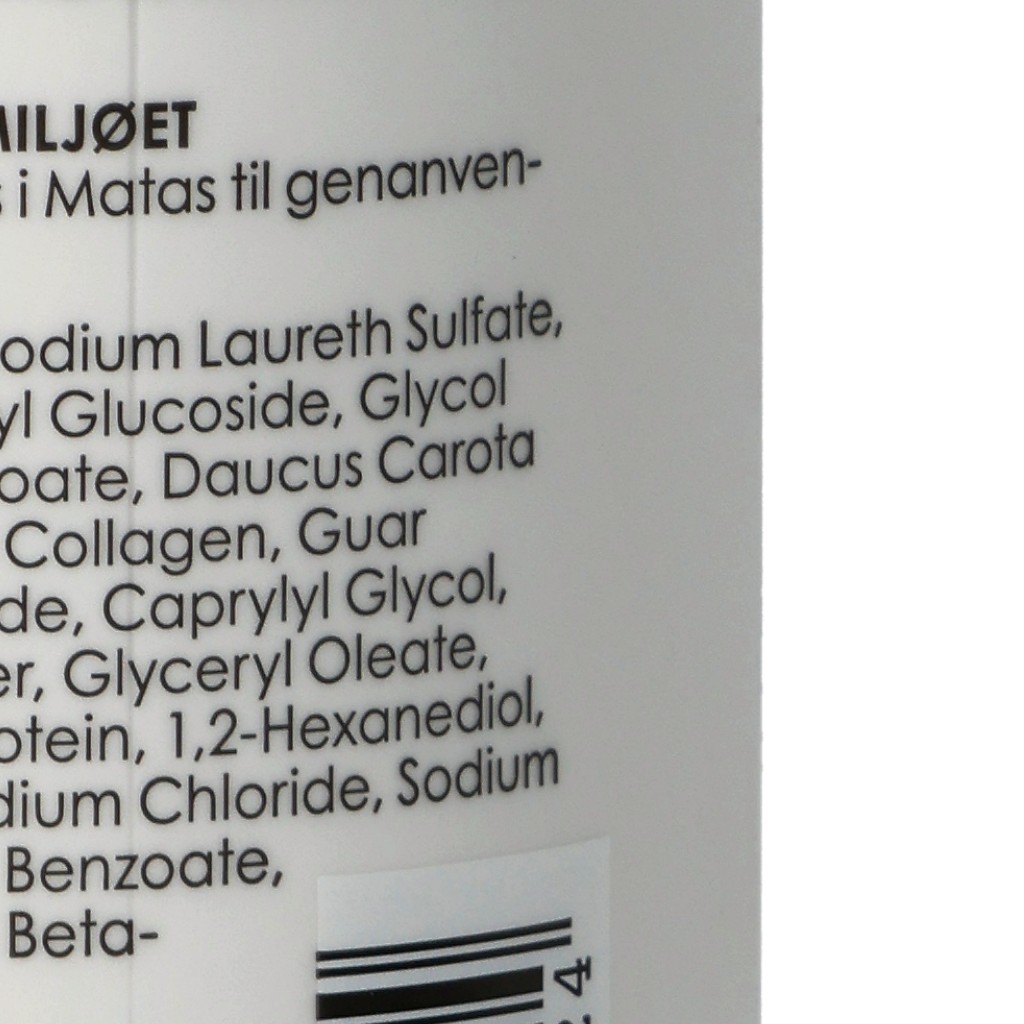 MILJØET
s i Matas til genanven-
odium Laureth Sulfate,
yl Glucoside, Glycol
oate, Daucus Carota
Collagen, Guar
de, Caprylyl Glycol,
er, Glyceryl Oleate,
otein, 1,2-Hexanediol,
dium Chloride, Sodium
Benzoate,
Beta-
4